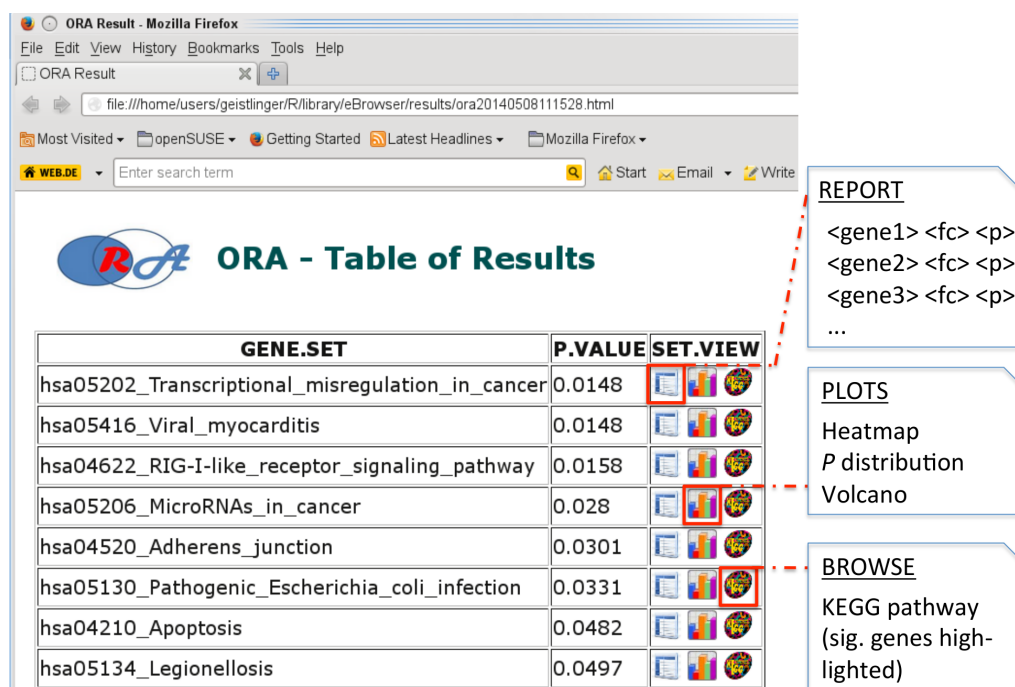 ORA Result - Mozilla Firefox
File Edit View History Bookmarks Tools Help
ORA Result
file:///home/users/geistlinger/R/library/eBrowser/results/ora20140508111528.html
Most Visited openSUSE Getting Started Latest Headlines Mozilla Firefox
WEB.DE Enter search term Start Email Write
RA ORA - Table of Results
GENE.SET P.VALUE SET.VIEW
hsa05202_Transcriptional_misregulation_in_cancer 0.0148
hsa05416_Viral_myocarditis 0.0148
hsa04622_RIG-I-like_receptor_signaling_pathway 0.0158
hsa05206_MicroRNAs_in_cancer 0.028
hsa04520_Adherens_junction 0.0301
hsa05130_Pathogenic_Escherichia_coli_infection 0.0331
hsa04210_Apoptosis 0.0482
hsa05134_Legionellosis 0.0497
REPORT
<gene1> <fc> <p>
<gene2> <fc> <p>
<gene3> <fc> <p>
...
PLOTS
Heatmap
P distribution
Volcano
BROWSE
KEGG pathway
(sig. genes high-
lighted)